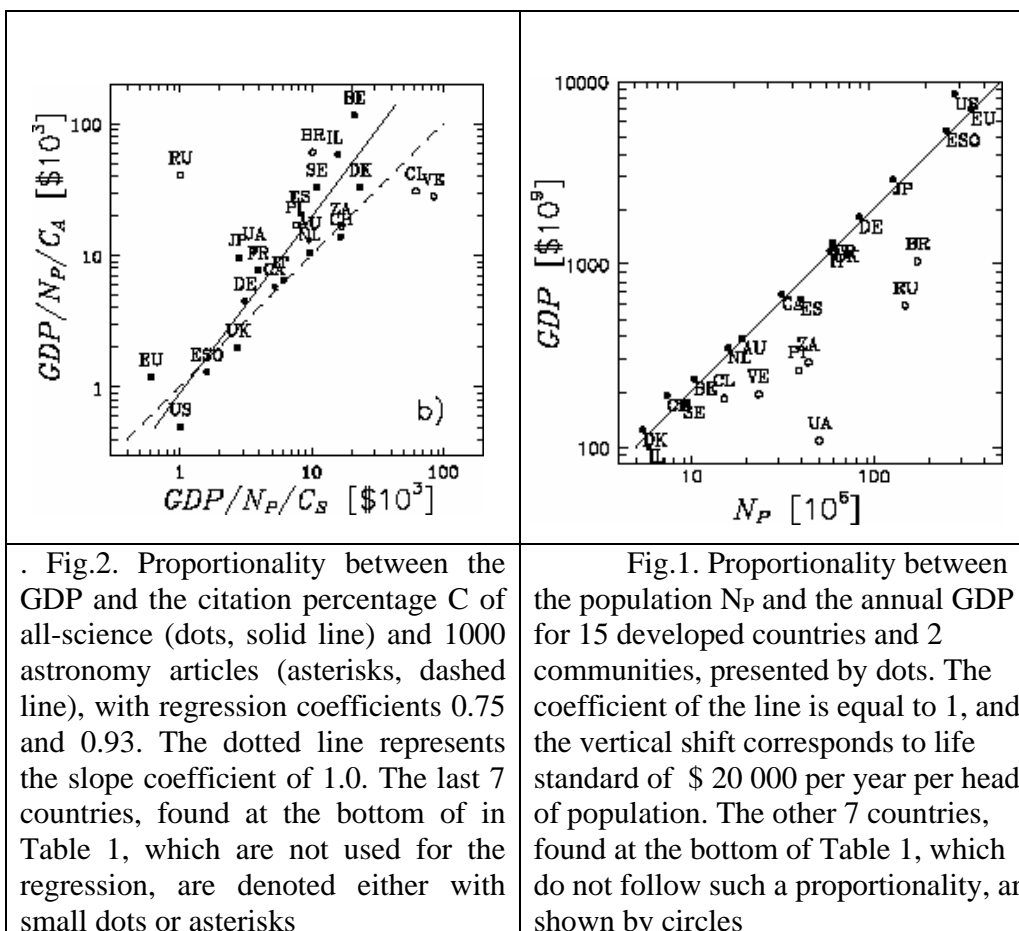 100
10
1
GDP/N_P/C_A [$10^3]
RU
BR
IL
SE
DK
CL
VE
ES
ZA
CH
NL
UA
JP
FR
CA
DE
UK
EU
ESO
US
b)
1
10
100
GDP/N_P/C_S [$10^3]
10000
1000
100
GDP [$10^9]
US
EU
ESO
JP
DE
BR
RU
CA
ES
ZA
AU
NL
VE
CL
BE
SE
UA
DK
IL
10
100
N_P [10^6]
. Fig.2. Proportionality between the
GDP and the citation percentage C of
all-science (dots, solid line) and 1000
astronomy articles (asterisks, dashed
line), with regression coefficients 0.75
and 0.93. The dotted line represents
the slope coefficient of 1.0. The last 7
countries, found at the bottom of in
Table 1, which are not used for the
regression, are denoted either with
small dots or asterisks
Fig.1. Proportionality between
the population N_P and the annual GDP
for 15 developed countries and 2
communities, presented by dots. The
coefficient of the line is equal to 1, and
the vertical shift corresponds to life
standard of $ 20 000 per year per head
of population. The other 7 countries,
found at the bottom of Table 1, which
do not follow such a proportionality, ar
shown by circles